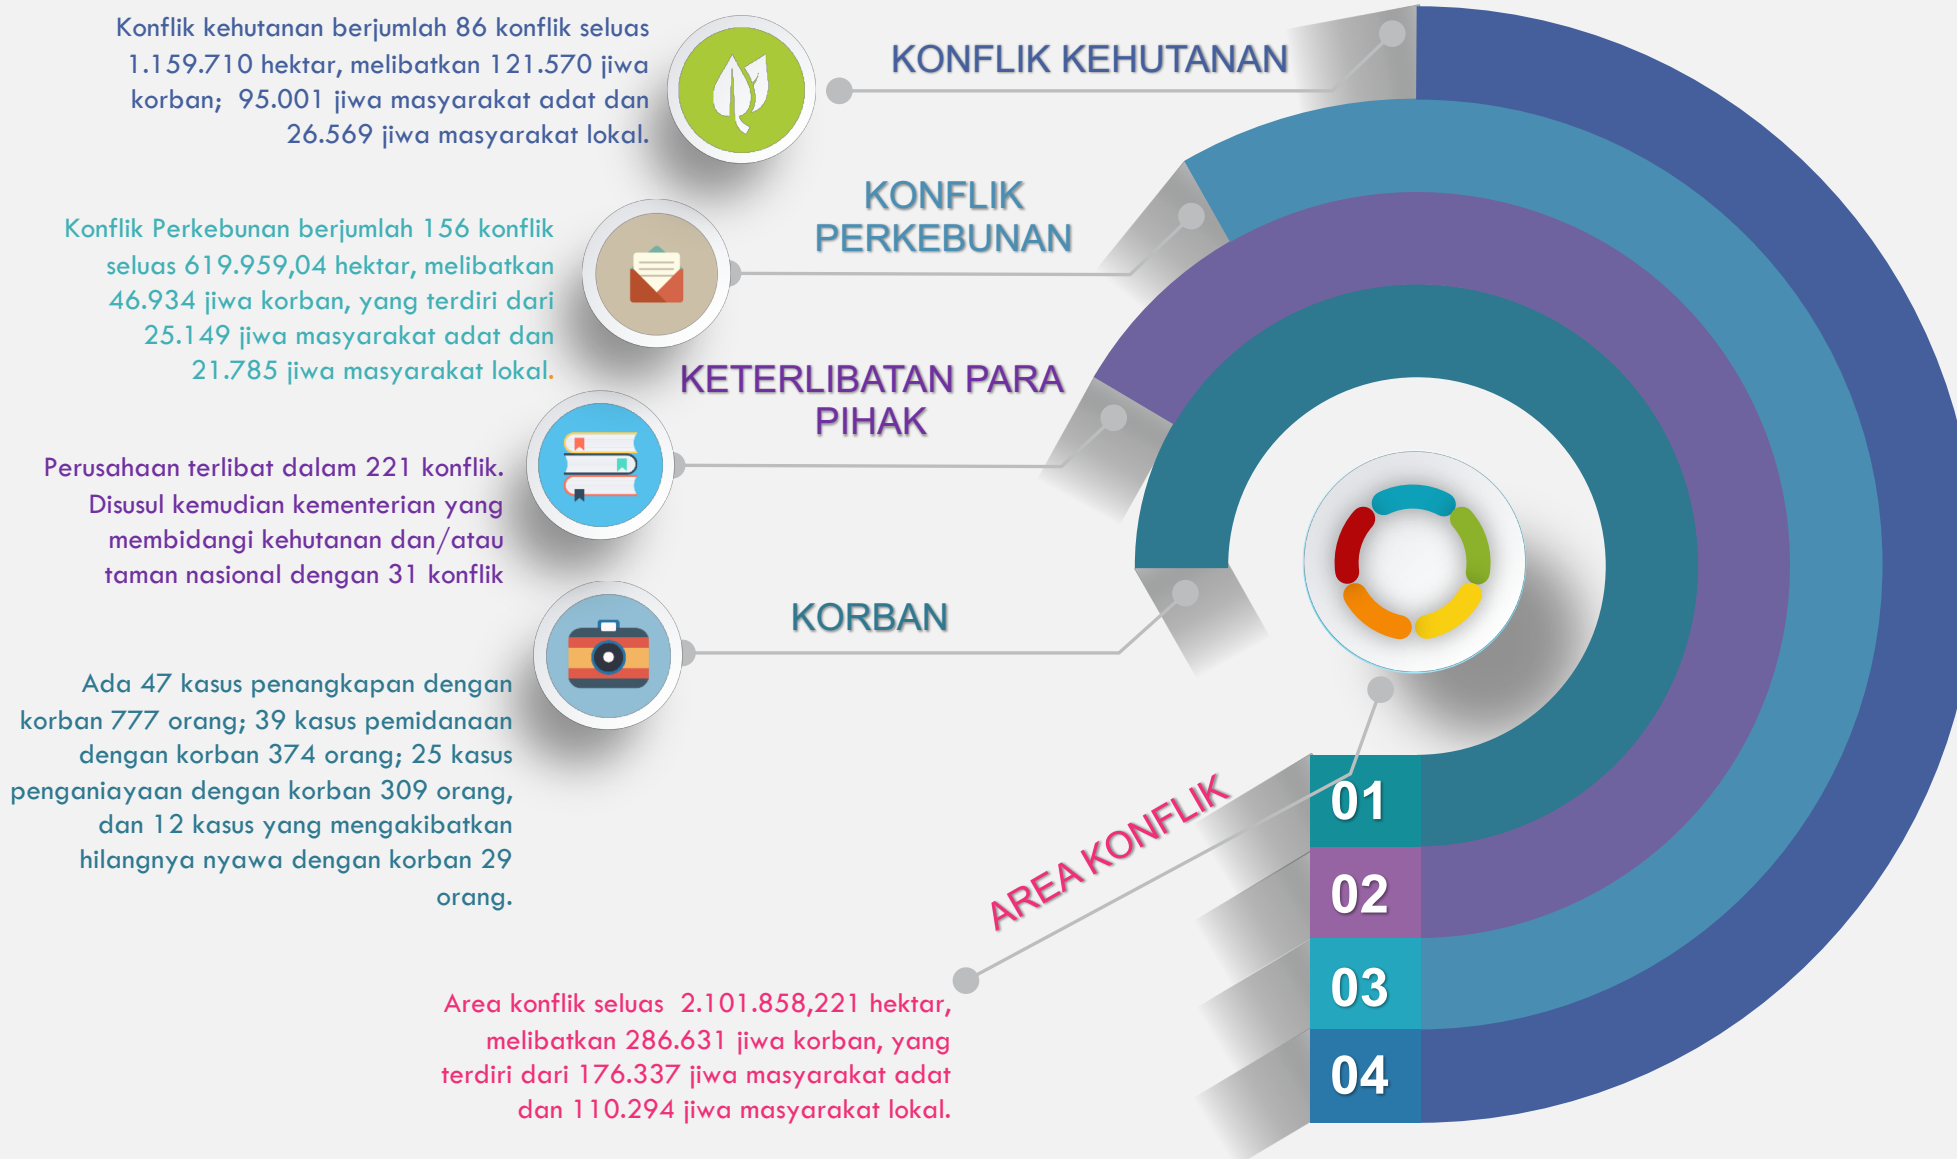 Konflik kehutanan berjumlah 86 konflik seluas
1.159.710 hektar, melibatkan 121.570 jiwa
korban;  95.001 jiwa masyarakat adat dan
26.569 jiwa masyarakat lokal.
KONFLIK KEHUTANAN
Konflik Perkebunan berjumlah 156 konflik
seluas 619.959,04 hektar, melibatkan
46.934 jiwa korban, yang terdiri dari
25.149 jiwa masyarakat adat dan
21.785 jiwa masyarakat lokal.
KONFLIK
PERKEBUNAN
KETERLIBATAN PARA
PIHAK
Perusahaan terlibat dalam 221 konflik.
Disusul kemudian kementerian yang
membidangi kehutanan dan/atau
taman nasional dengan 31 konflik
KORBAN
Ada 47 kasus penangkapan dengan
korban 777 orang; 39 kasus pemidanaan
dengan korban 374 orang; 25 kasus
penganiayaan dengan korban 309 orang,
dan 12 kasus yang mengakibatkan
hilangnya nyawa dengan korban 29
orang.
AREA KONFLIK
Area konflik seluas  2.101.858,221 hektar,
melibatkan 286.631 jiwa korban, yang
terdiri dari 176.337 jiwa masyarakat adat
dan 110.294 jiwa masyarakat lokal.
01
02
03
04